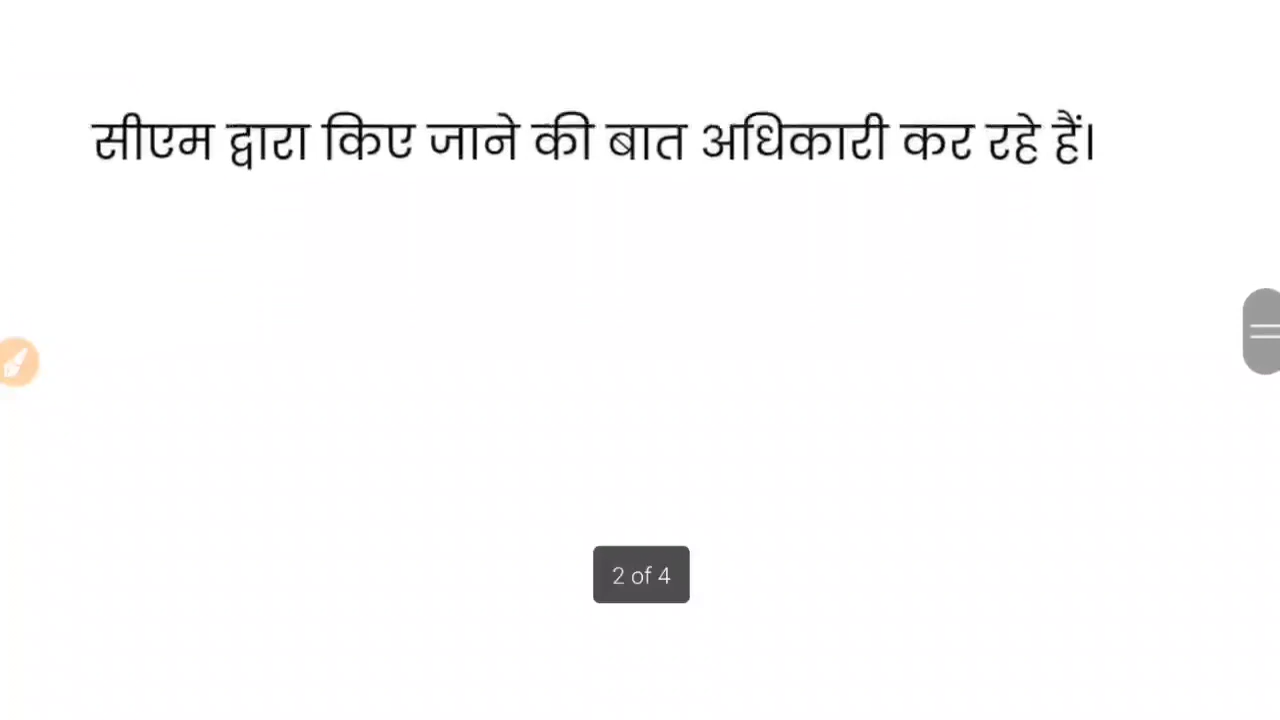 सीएम द्वारा किए जाने की बात अधिकारी कर रहे हैं।
2 of 4